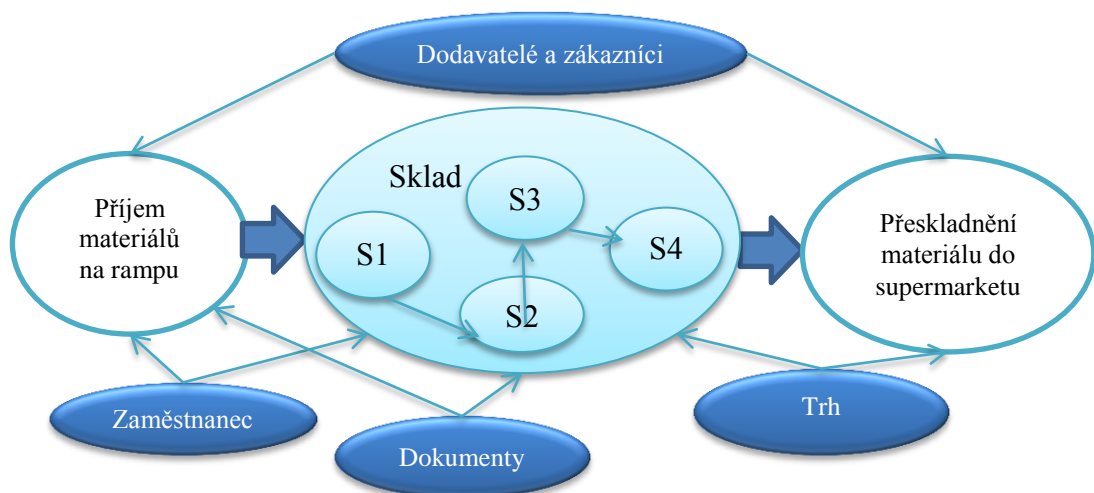 Dodavatelé a zákazníci
Příjem
materiálů
na rampu
Sklad
S1
S2
S3
S4
Přeskladnění
materiálu do
supermarketu
Zaměstnanec
Dokumenty
Trh